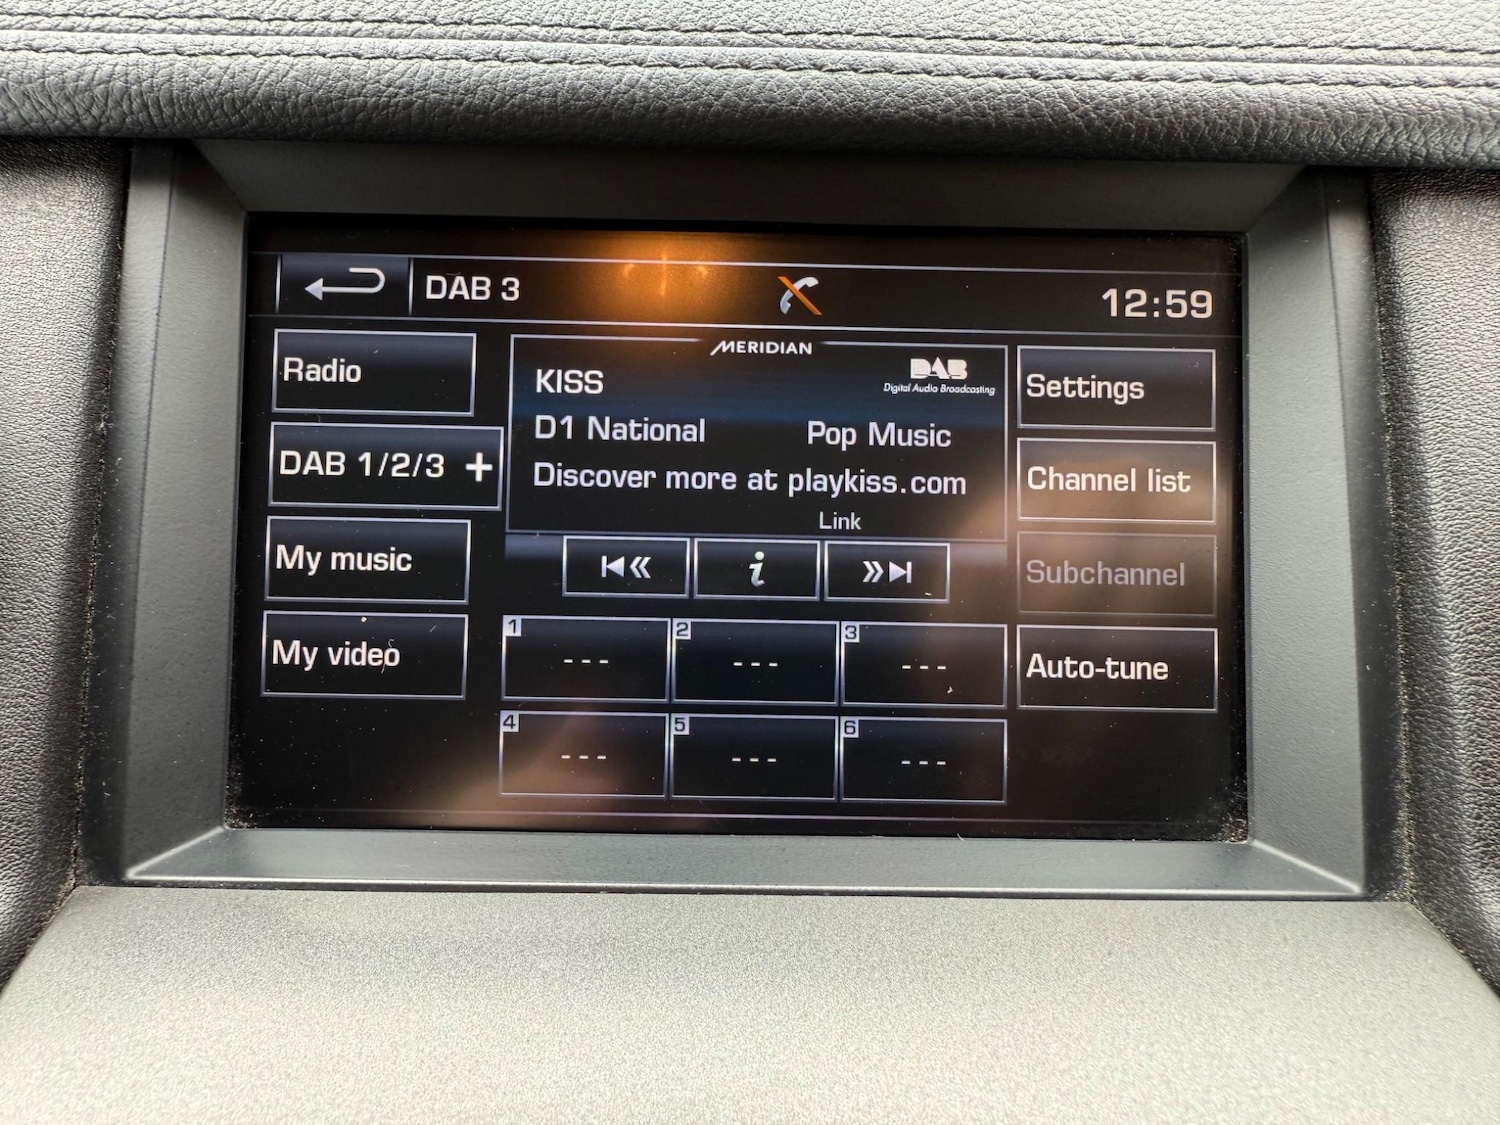 DAB 3
12:59
Radio
DAB 1/2/3 +
My music
My video
MERIDIAN
KISS
DAB
Digital Audio Broadcasting
D1 National
Pop Music
Discover more at playkiss.com
Link
i
1
---
2
---
3
---
4
---
5
---
6
---
Settings
Channel list
Subchannel
Auto-tune